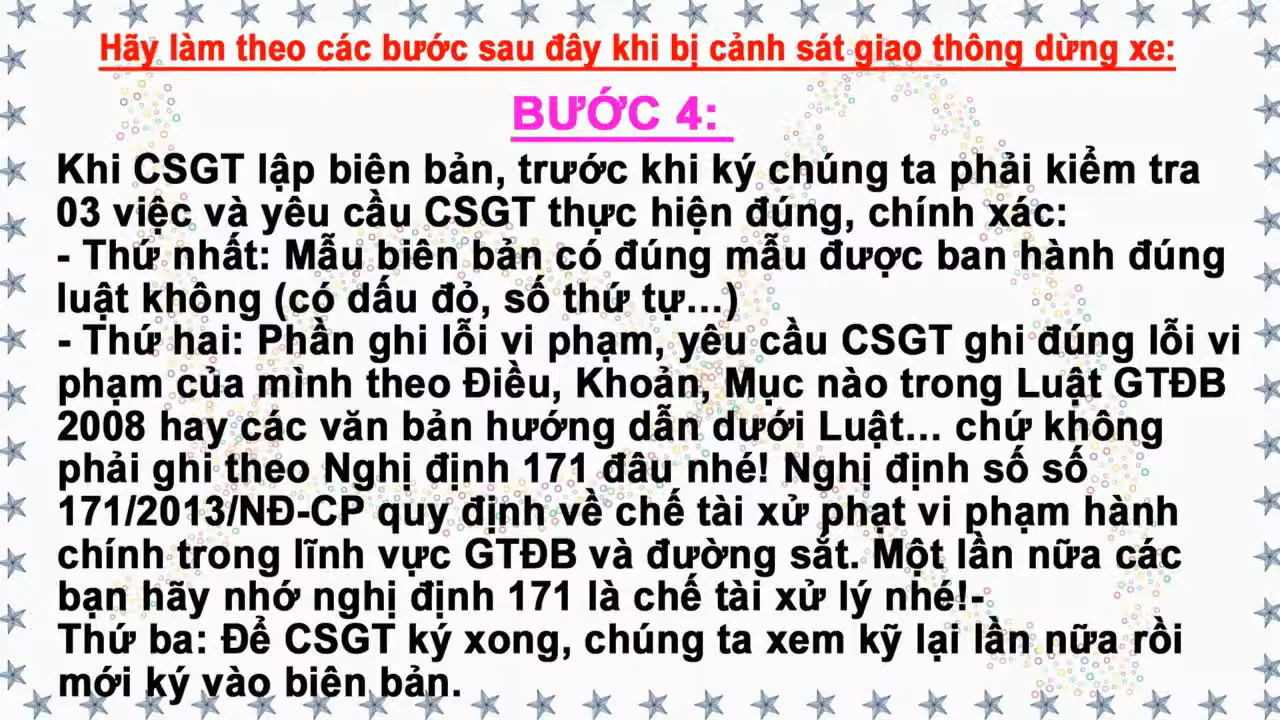 Hãy làm theo các bước sau đây khi bị cảnh sát giao thông dừng xe:
BƯỚC 4:
Khi CSGT lập biên bản, trước khi ký chúng ta phải kiểm tra
03 việc và yêu cầu CSGT thực hiện đúng, chính xác:
- Thứ nhất: Mẫu biên bản có đúng mẫu được ban hành đúng
luật không (có dấu đỏ, số thứ tự...)
- Thứ hai: Phần ghi lỗi vi phạm, yêu cầu CSGT ghi đúng lỗi vi
phạm của mình theo Điều, Khoản, Mục nào trong Luật GTĐB
2008 hay các văn bản hướng dẫn dưới Luật... chứ không
phải ghi theo Nghị định 171 đâu nhé! Nghị định số số
171/2013/NĐ-CP quy định về chế tài xử phạt vi phạm hành
chính trong lĩnh vực GTĐB và đường sắt. Một lần nữa các
bạn hãy nhớ nghị định 171 là chế tài xử lý nhé!-
Thứ ba: Để CSGT ký xong, chúng ta xem kỹ lại lần nữa rồi
mới ký vào biên bản.